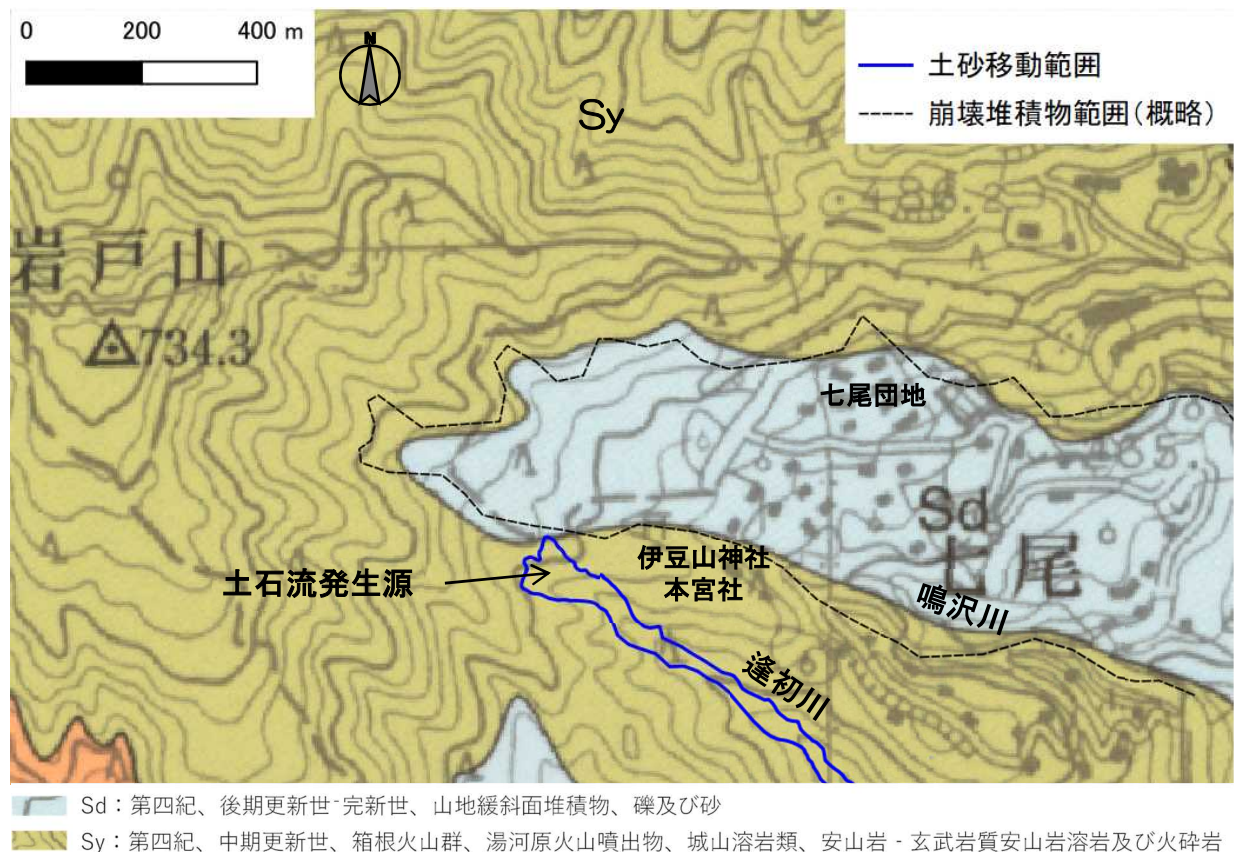 0 200 400 m
N
土砂移動範囲
崩壊堆積物範囲(概略)
Sy
岩戸山
734.3
七尾団地
Sd
七尾
伊豆山神社
本宮社
土石流発生源
鳴沢川
逢初川
Sd：第四紀、後期更新世-完新世、山地緩斜面堆積物、礫及び砂
Sy：第四紀、中期更新世、箱根火山群、湯河原火山噴出物、城山溶岩類、安山岩 - 玄武岩質安山岩溶岩及び火砕岩